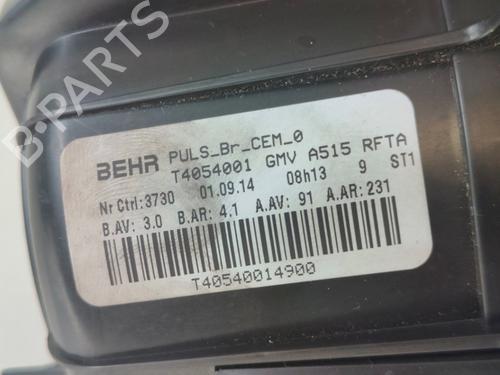 B-PARTS
BEHR PULS_Br_CEM_0
T4054001 GMV A515 RFTA
Nr Ctrl:3730 01.09.14 08h13 9 ST1
B.AV: 3.0 B.AR: 4.1 A.AV: 91 A.AR: 231
T40540014900